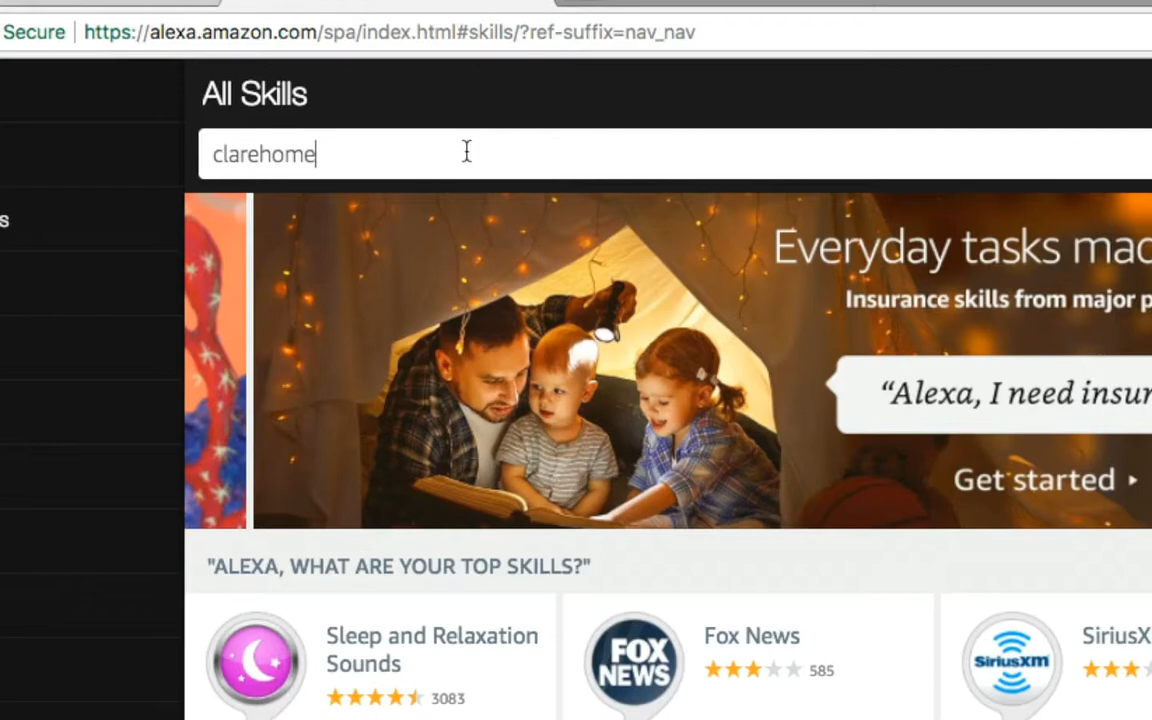 Secure https://alexa.amazon.com/spa/index.html#skills/?ref-suffix=nav_nav
All Skills
clarehome
s
Everyday tasks mad
Insurance skills from major p
“Alexa, I need insur
Get started
"ALEXA, WHAT ARE YOUR TOP SKILLS?"
Sleep and Relaxation
Sounds
3083
FOX
NEWS
Fox News
585
SiriusXM
SiriusX